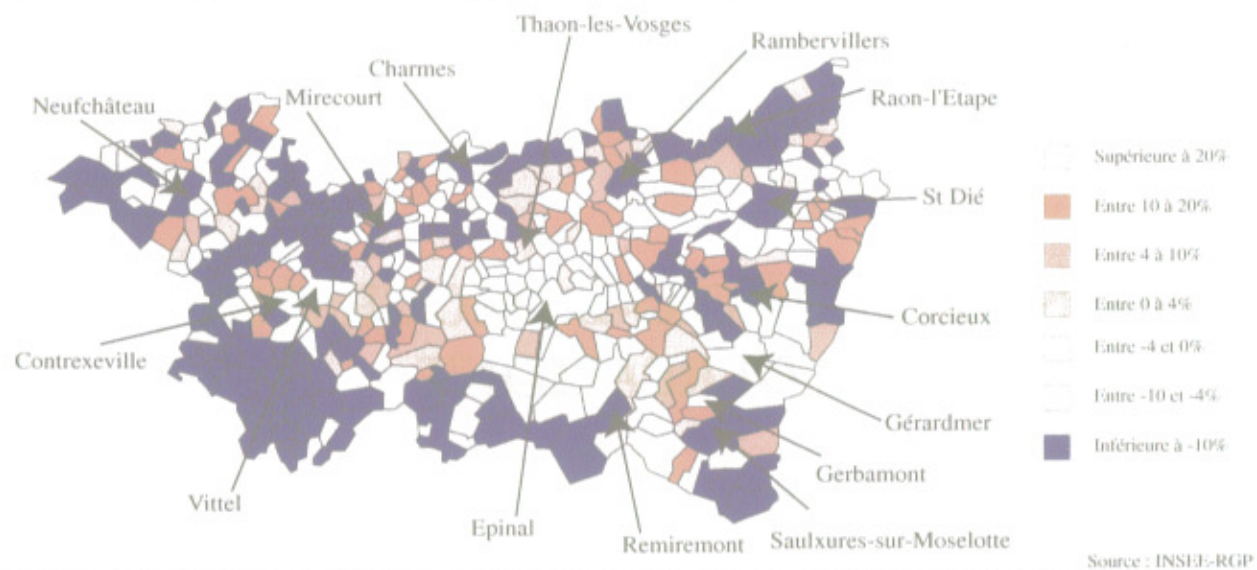 Thaon-les-Vosges
Rambervillers
Charmes
Raon-l'Etape
Neufchâteau
Mirecourt
St Dié
Corcieux
Contrexeville
Gérardmer
Gerbamont
Vittel
Epinal
Remiremont
Saulxures-sur-Moselotte
Supérieure à 20%
Entre 10 à 20%
Entre 4 à 10%
Entre 0 à 4%
Entre -4 et 0%
Entre -10 et -4%
Inférieure à -10%
Source : INSEE-RGP